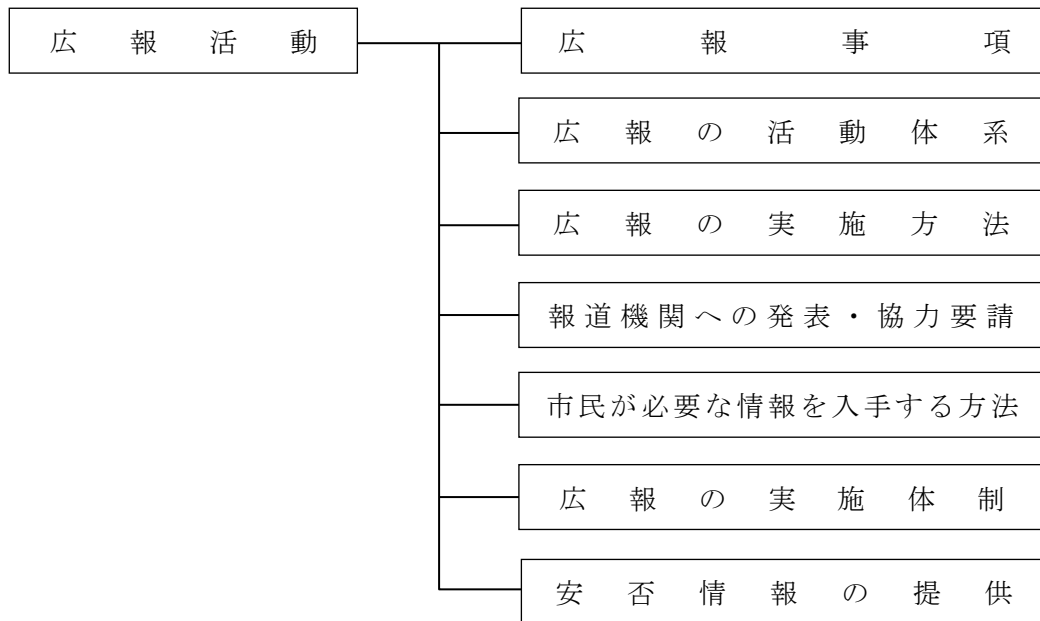 広報活動
広報事項
広報の活動体系
広報の実施方法
報道機関への発表・協力要請
市民が必要な情報を入手する方法
広報の実施体制
安否情報の提供